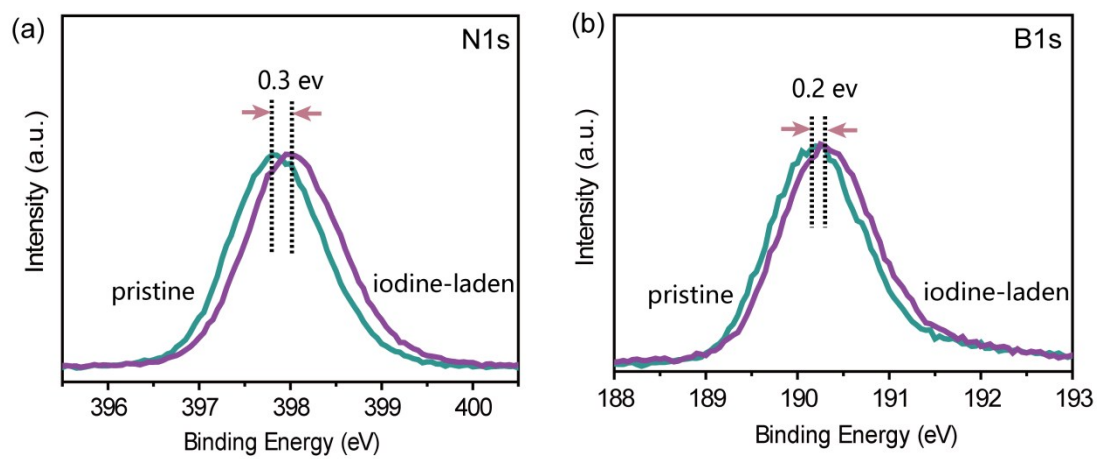 (a)
N1s
0.3 ev
pristine
iodine-laden
Intensity (a.u.)
396 397 398 399 400
Binding Energy (eV)
(b)
B1s
0.2 ev
pristine
iodine-laden
Intensity (a.u.)
188 189 190 191 192 193
Binding Energy (eV)